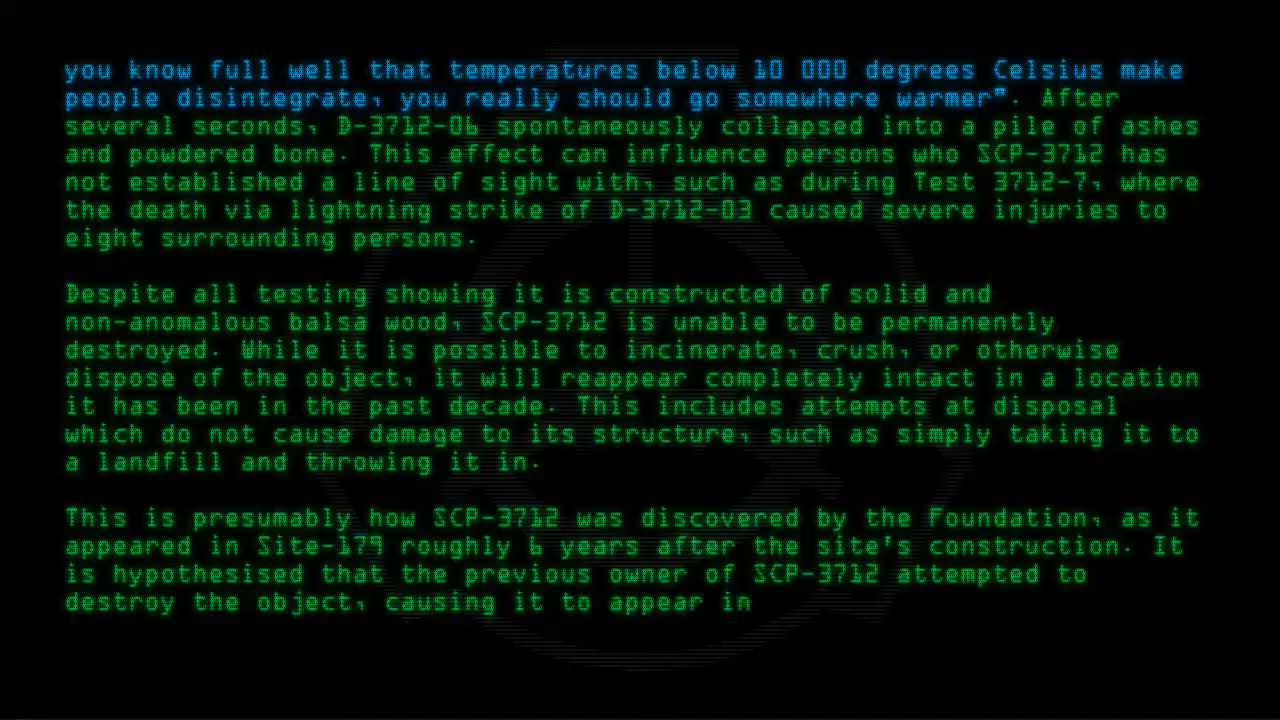 you know full well that temperatures below 10 000 degrees Celsius make
people disintegrate, you really should go somewhere warmer". After
several seconds, D-3712-06 spontaneously collapsed into a pile of ashes
and powdered bone. This effect can influence persons who SCP-3712 has
not established a line of sight with, such as during Test 3712-7, where
the death via lightning strike of D-3712-03 caused severe injuries to
eight surrounding persons.
Despite all testing showing it is constructed of solid and
non-anomalous balsa wood, SCP-3712 is unable to be permanently
destroyed. While it is possible to incinerate, crush, or otherwise
dispose of the object, it will reappear completely intact in a location
it has been in the past decade. This includes attempts at disposal
which do not cause damage to its structure, such as simply taking it to
a landfill and throwing it in.
This is presumably how SCP-3712 was discovered by the Foundation, as it
appeared in Site-179 roughly 6 years after the site's construction. It
is hypothesised that the previous owner of SCP-3712 attempted to
destroy the object, causing it to appear in